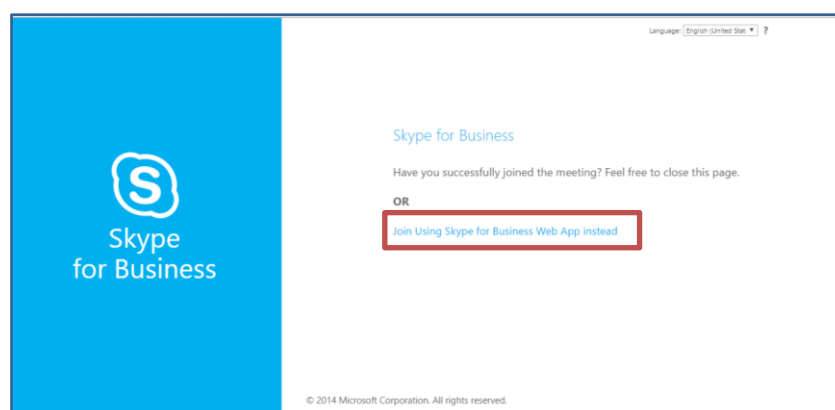 Language: English (United Stat ?
Skype for Business
Have you successfully joined the meeting? Feel free to close this page.
OR
Join Using Skype for Business Web App instead
S
Skype
for Business
© 2014 Microsoft Corporation. All rights reserved.